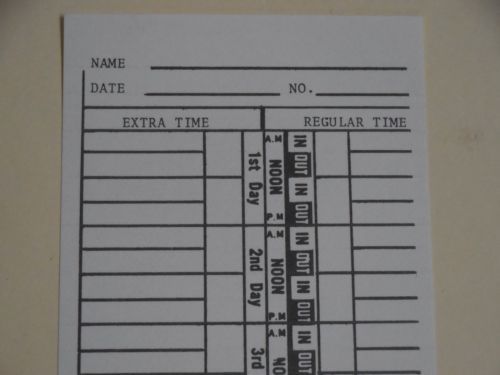 NAME
DATE NO.
EXTRA TIME REGULAR TIME
1st Day
A.M NOON P.M
IN OUT IN OUT
2nd Day
A.M NOON P.M
IN OUT IN OUT
3rd
A.M NO
IN OUT